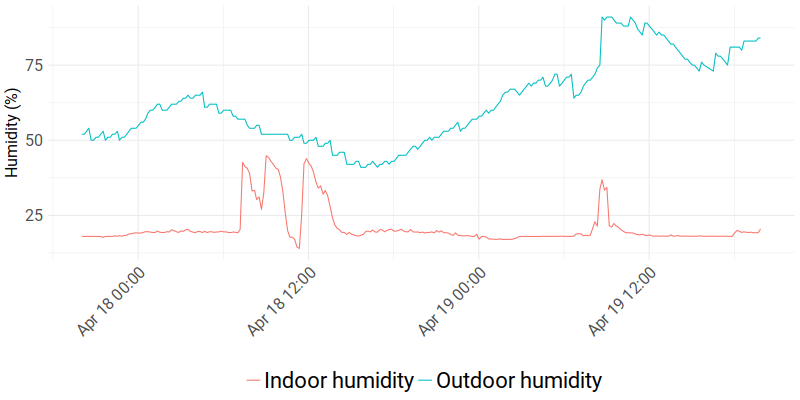 Humidity (%)
75
50
25
Apr 18 00:00
Apr 18 12:00
Apr 19 00:00
Apr 19 12:00
Indoor humidity
Outdoor humidity